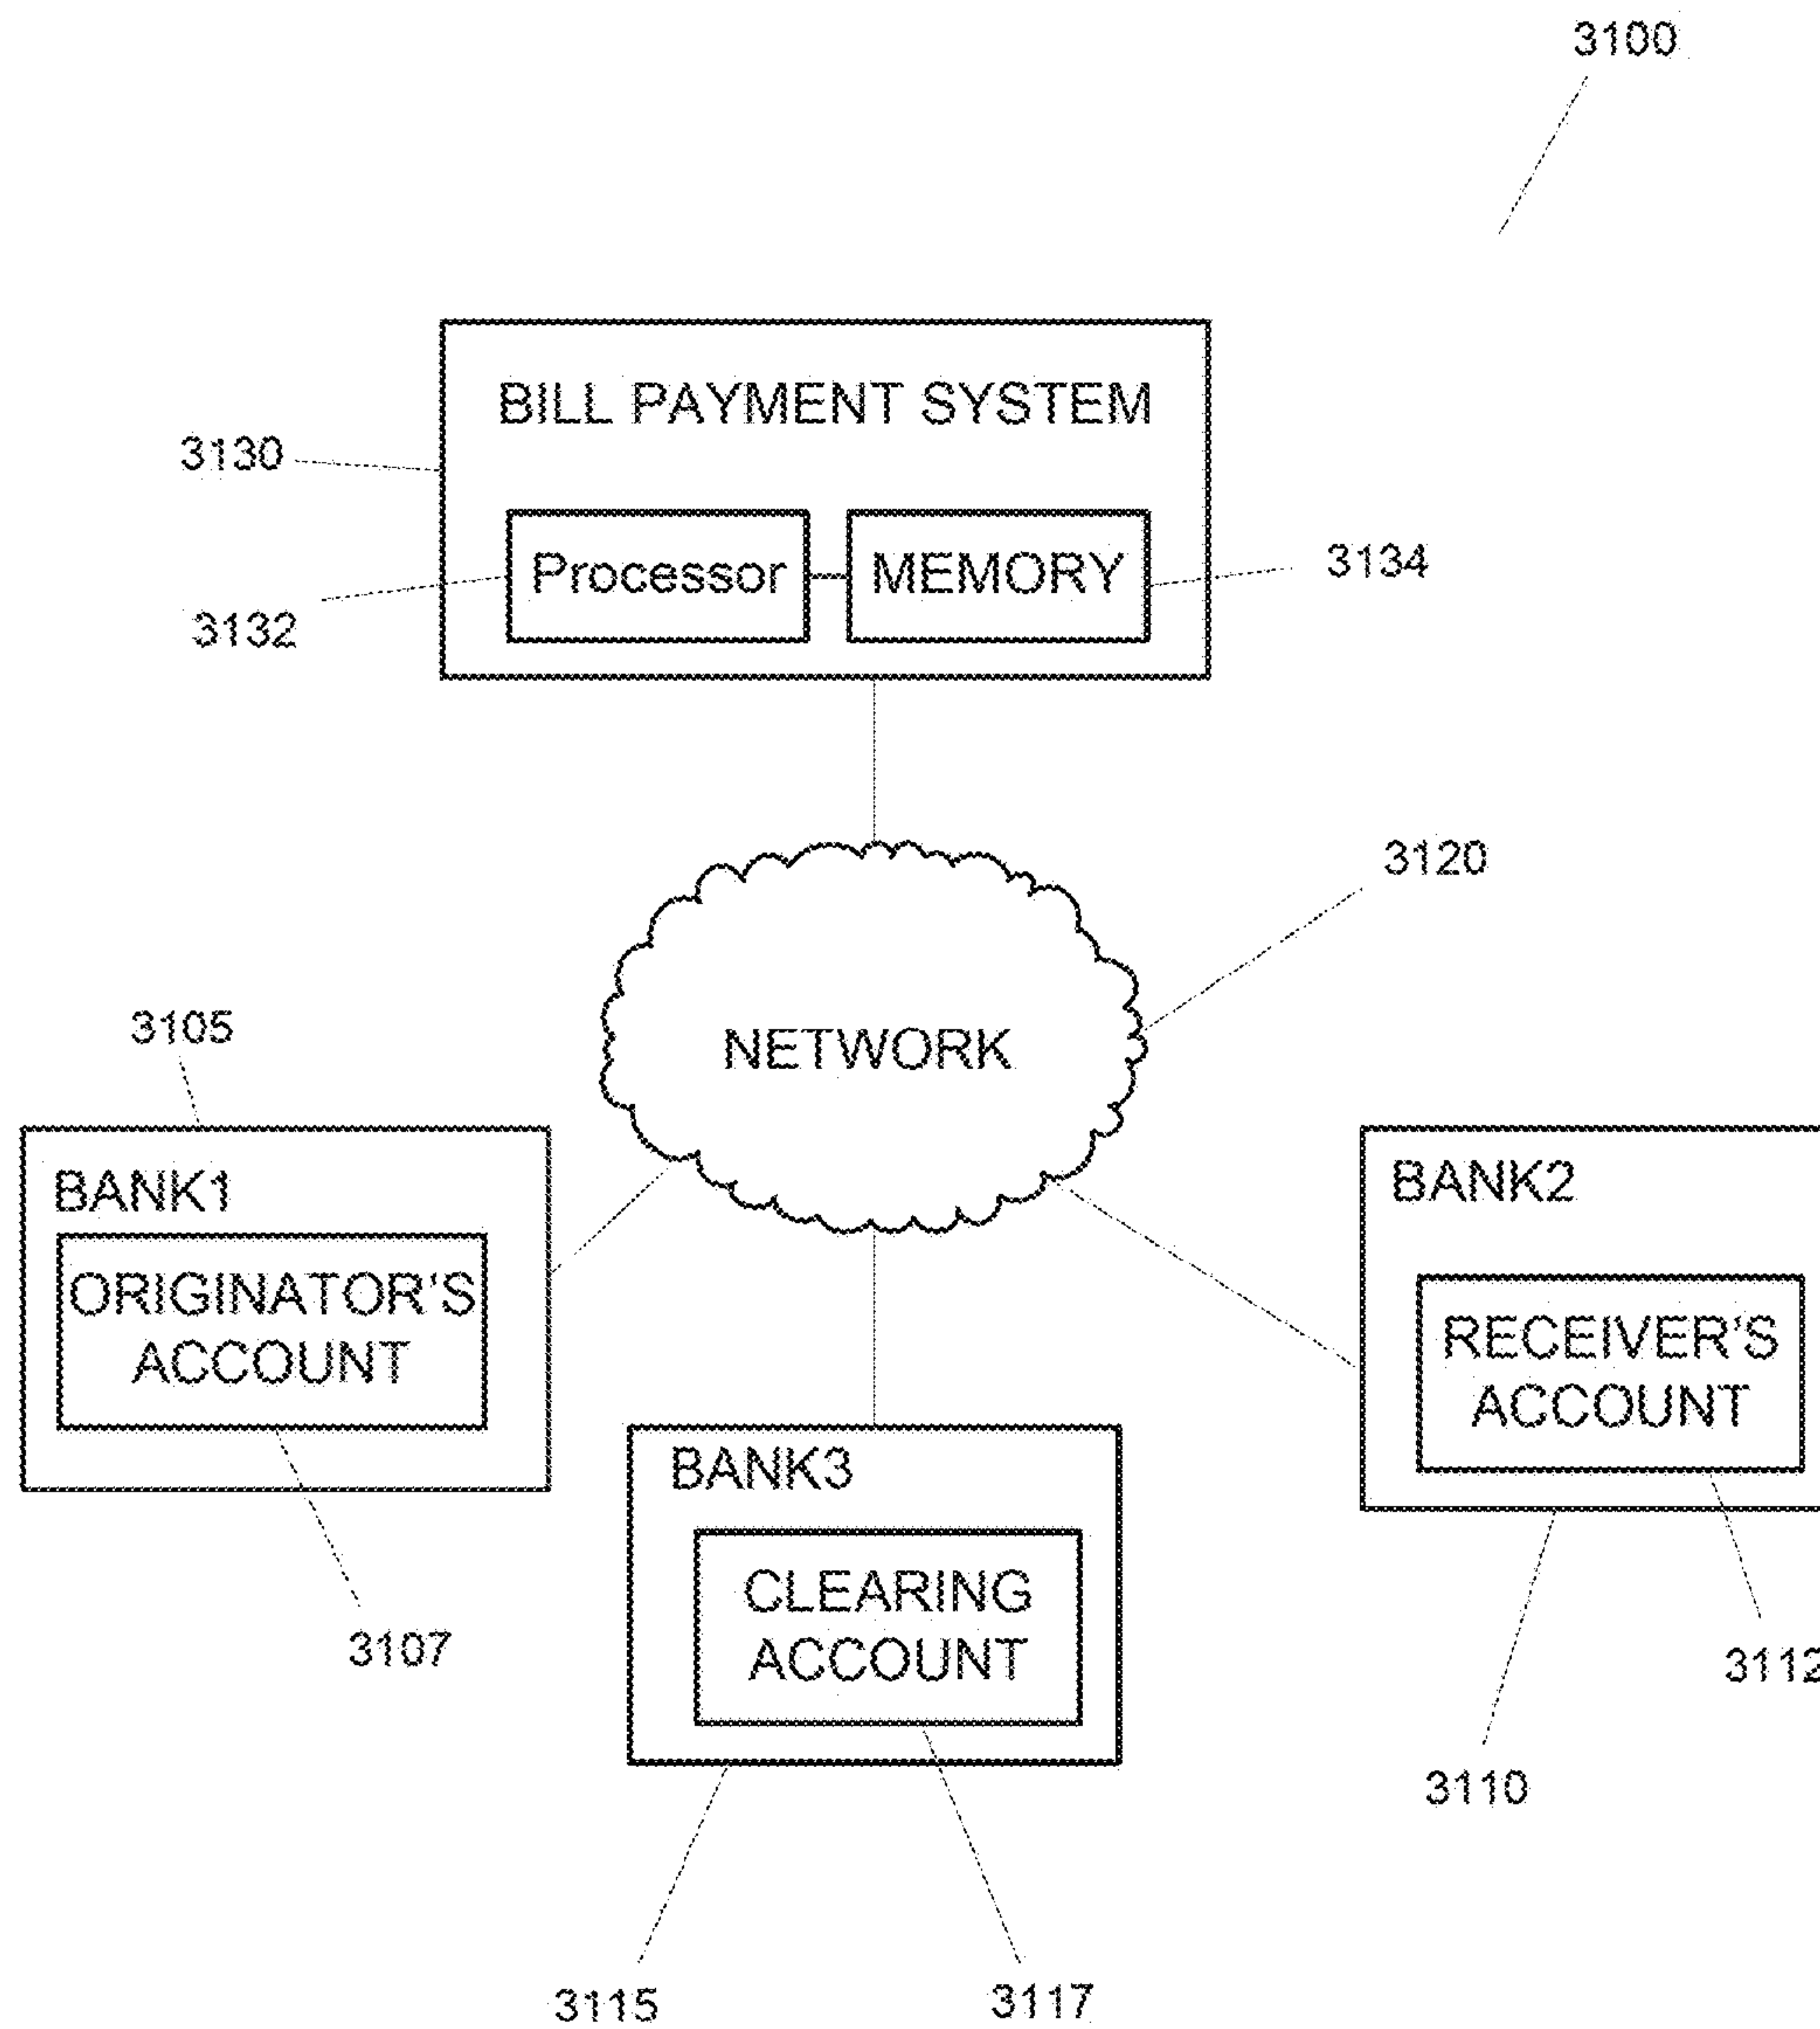 3100
BILL PAYMENT SYSTEM
3130
Processor
MEMORY
3134
3132
3120
NETWORK
3105
BANK1
ORIGINATOR'S
ACCOUNT
BANK2
RECEIVER'S
ACCOUNT
BANK3
CLEARING
ACCOUNT
3107
3112
3110
3115
3117